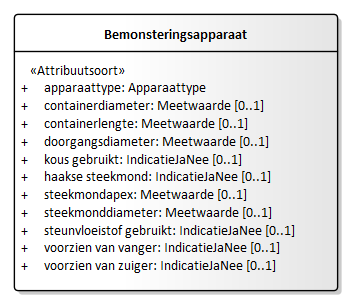 Bemonsteringsapparaat
«Attribuutsoort»
+ apparaattype: Apparaattype
+ containerdiameter: Meetwaarde [0..1]
+ containerlengte: Meetwaarde [0..1]
+ doorgangsdiameter: Meetwaarde [0..1]
+ kous gebruikt: IndicatieJaNee [0..1]
+ haakse steekmond: IndicatieJaNee [0..1]
+ steekmondapex: Meetwaarde [0..1]
+ steekmonddiameter: Meetwaarde [0..1]
+ steunvloeistof gebruikt: IndicatieJaNee [0..1]
+ voorzien van vanger: IndicatieJaNee [0..1]
+ voorzien van zuiger: IndicatieJaNee [0..1]